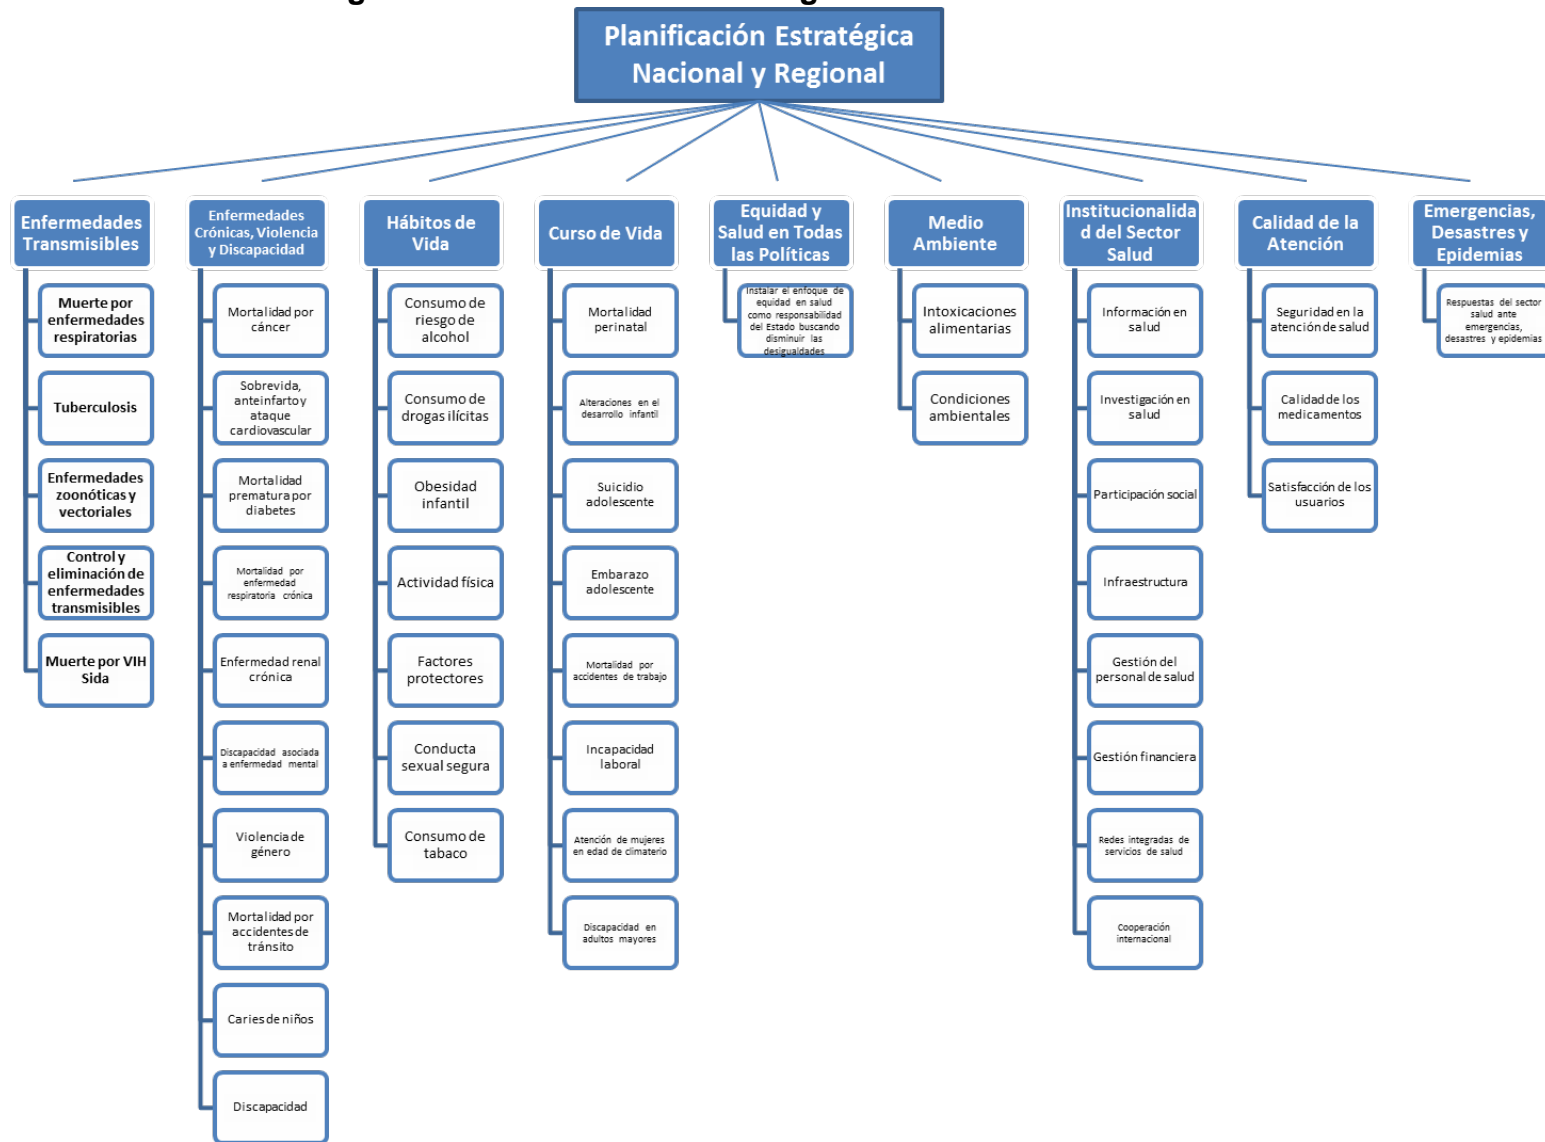 Planificación Estratégica
Nacional y Regional
Enfermedades
Transmisibles
Muerte por
enfermedades
respiratorias
Tuberculosis
Enfermedades
zoonóticas y
vectoriales
Control y
eliminación de
enfermedades
transmisibles
Muerte por VIH
Sida
Enfermedades
Crónicas, Violencia
y Discapacidad
Mortalidad por
cáncer
Sobrevida,
anteinfarto y
ataque
cardiovascular
Mortalidad
prematura por
diabetes
Mortalidad por
enfermedad
respiratoria crónica
Enfermedad renal
crónica
Discapacidad asociada
a enfermedad mental
Violencia de
género
Mortalidad por
accidentes de
tránsito
Caries de niños
Discapacidad
Hábitos de
Vida
Consumo de
riesgo de
alcohol
Consumo de
drogas ilícitas
Obesidad
infantil
Actividad física
Factores
protectores
Conducta
sexual segura
Consumo de
tabaco
Curso de Vida
Mortalidad
perinatal
Alteraciones en el
desarrollo infantil
Suicidio
adolescente
Embarazo
adolescente
Mortalidad por
accidentes de trabajo
Incapacidad
laboral
Atención de mujeres
en edad de climaterio
Discapacidad en
adultos mayores
Equidad y
Salud en Todas
las Políticas
Instalar el enfoque de
equidad en salud
como responsabilidad
del Estado buscando
disminuir las
desigualdades
Medio
Ambiente
Intoxicaciones
alimentarias
Condiciones
ambientales
Institucionalida
d del Sector
Salud
Información en
salud
Investigación en
salud
Participación social
Infraestructura
Gestión del
personal de salud
Gestión financiera
Redes integradas de
servicios de salud
Cooperación
internacional
Calidad de la
Atención
Seguridad en la
atención de salud
Calidad de los
medicamentos
Satisfacción de los
usuarios
Emergencias,
Desastres y
Epidemias
Respuestas del sector
salud ante
emergencias,
desastres y epidemias